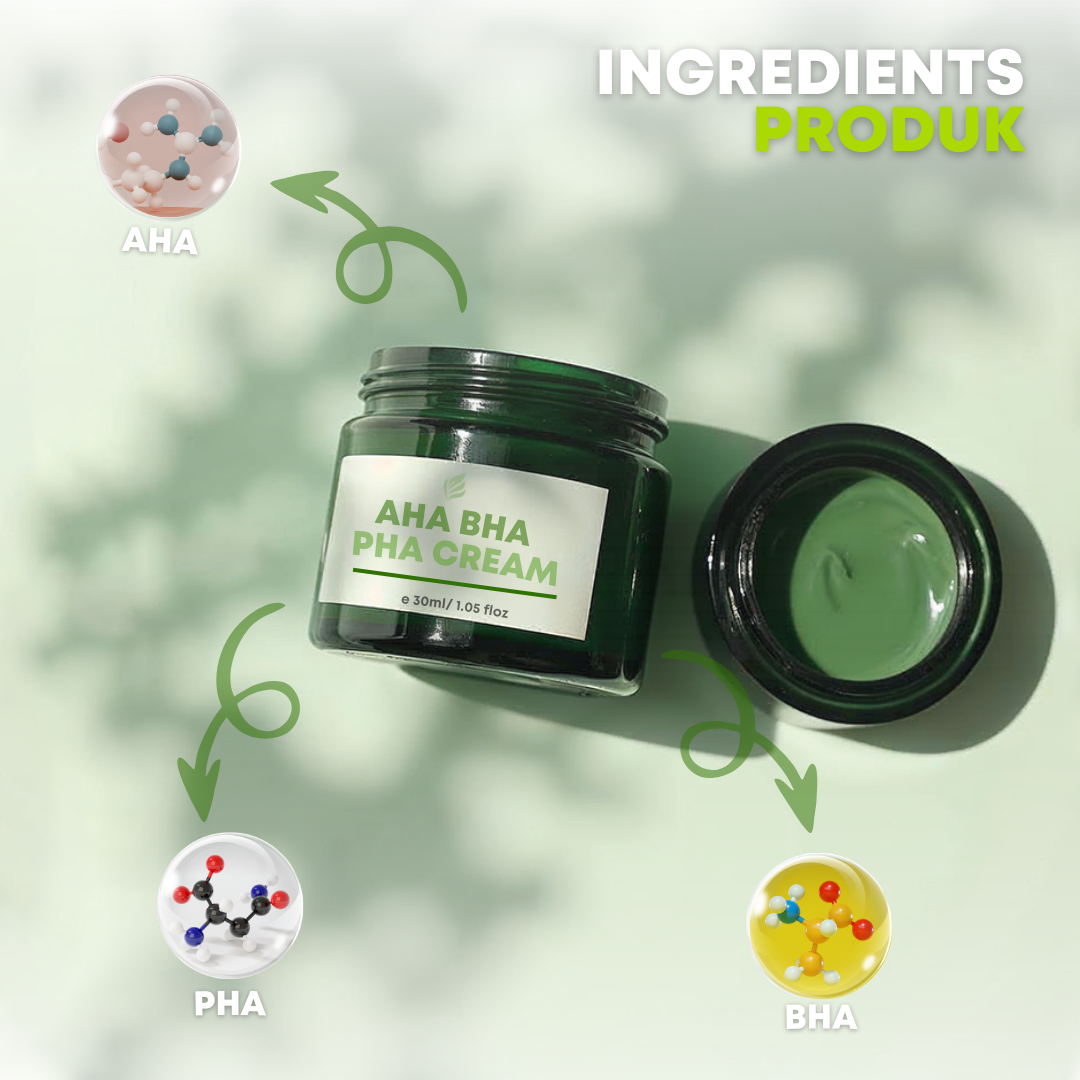 INGREDIENTS
PRODUK
AHA
AHA BHA
PHA CREAM
e 30ml/ 1.05 floz
PHA
BHA